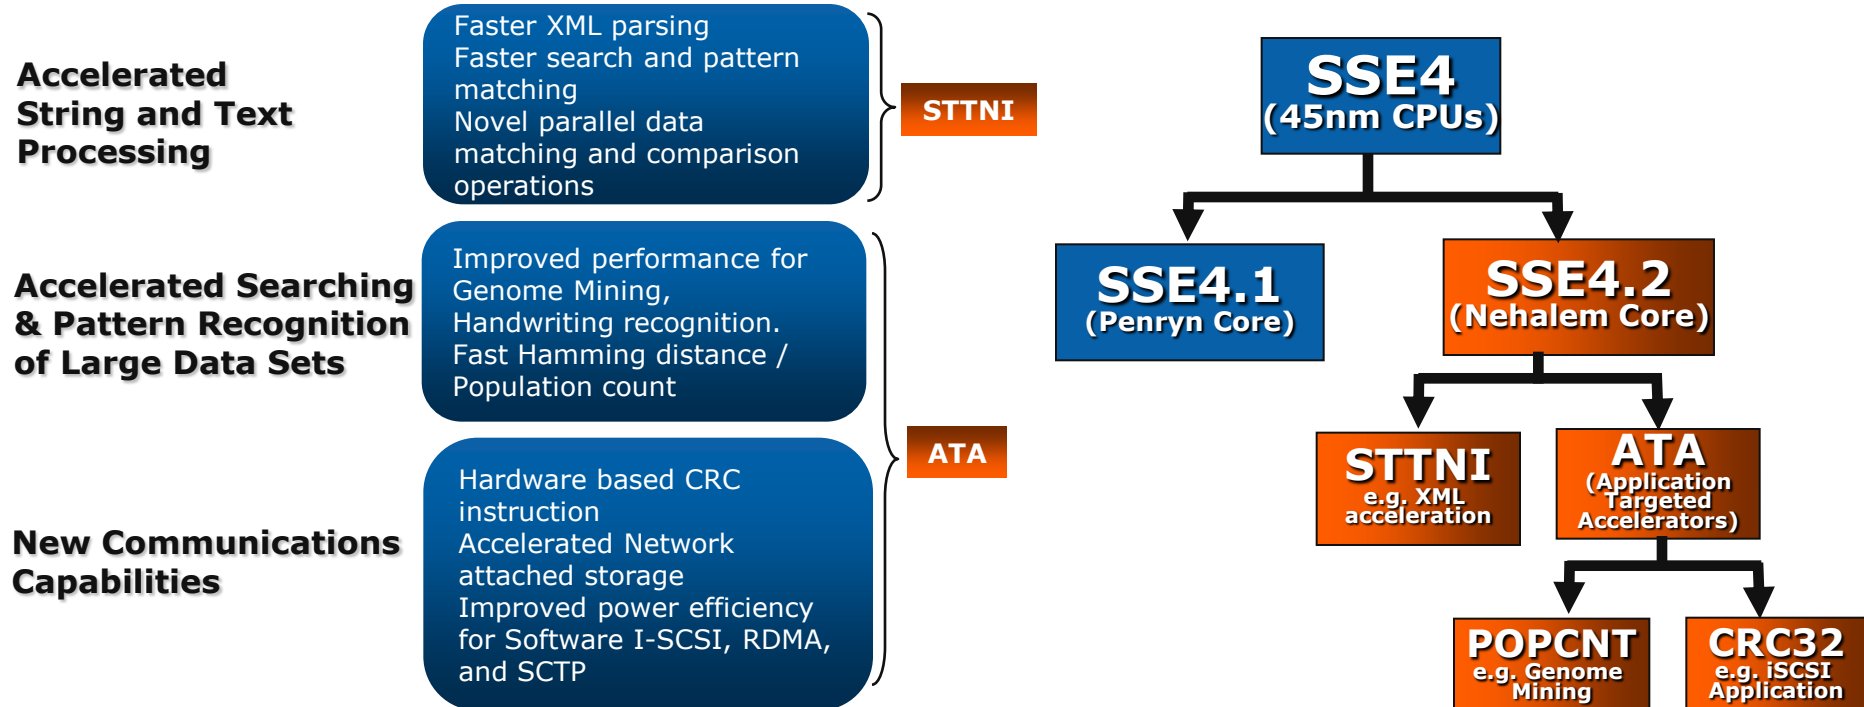 Accelerated
String and Text
Processing
Faster XML parsing
Faster search and pattern
matching
Novel parallel data
matching and comparison
operations
STTNI
Accelerated Searching
& Pattern Recognition
of Large Data Sets
Improved performance for
Genome Mining,
Handwriting recognition.
Fast Hamming distance /
Population count
New Communications
Capabilities
Hardware based CRC
instruction
Accelerated Network
attached storage
Improved power efficiency
for Software I-SCSI, RDMA,
and SCTP
ATA
SSE4
(45nm CPUs)
SSE4.1
(Penryn Core)
SSE4.2
(Nehalem Core)
STTNI
e.g. XML
acceleration
ATA
(Application
Targeted
Accelerators)
POPCNT
e.g. Genome
Mining
CRC32
e.g. iSCSI
Application